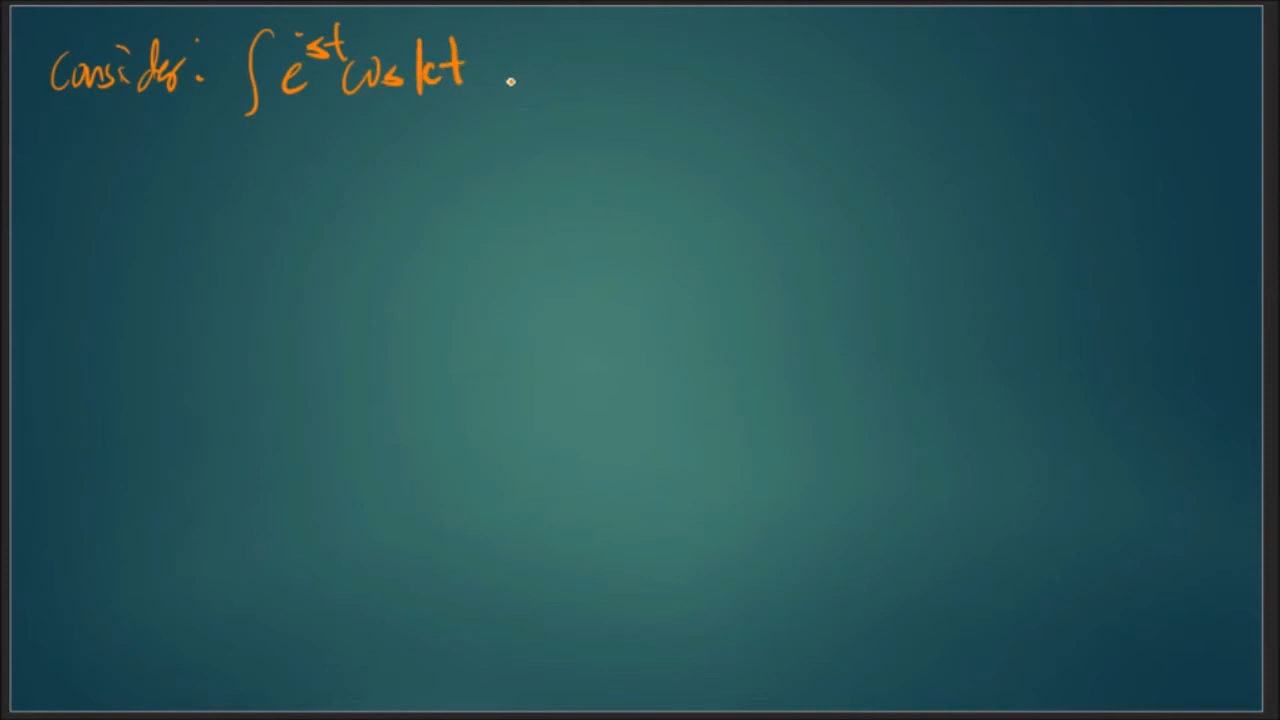 Consider: ∫ e^{-st} cos kt